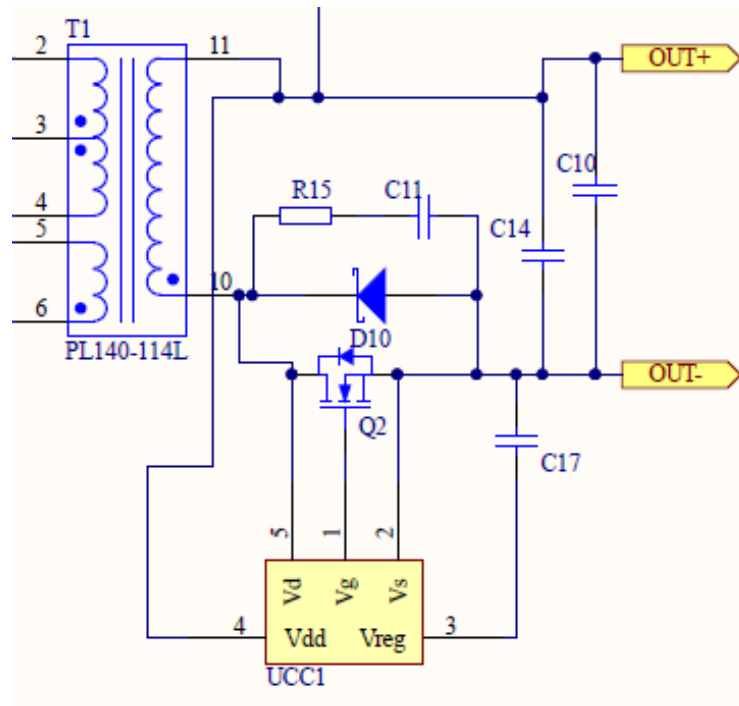 T1
2
11
OUT+
3
C10
R15
C11
4
C14
5
10
6
D10
PL140-114L
OUT-
Q2
C17
5
1
2
Vd
Vg
Vs
4
Vdd
Vreg
3
UCC1